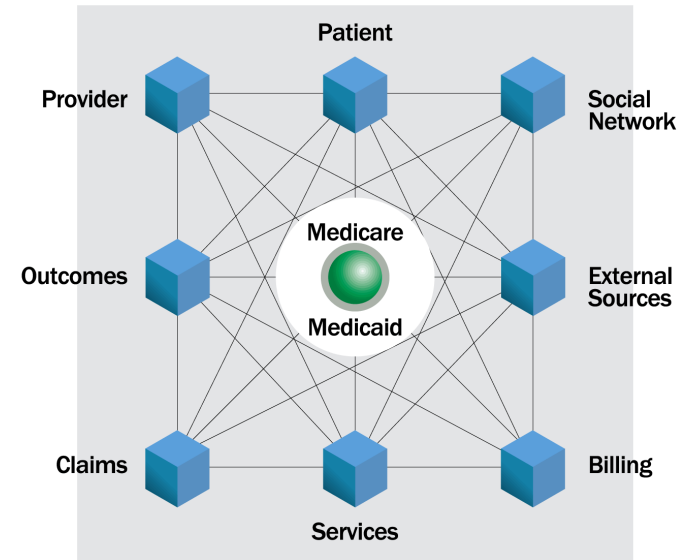 Patient
Provider
Social
Network
Medicare
Outcomes
External
Sources
Medicaid
Claims
Billing
Services